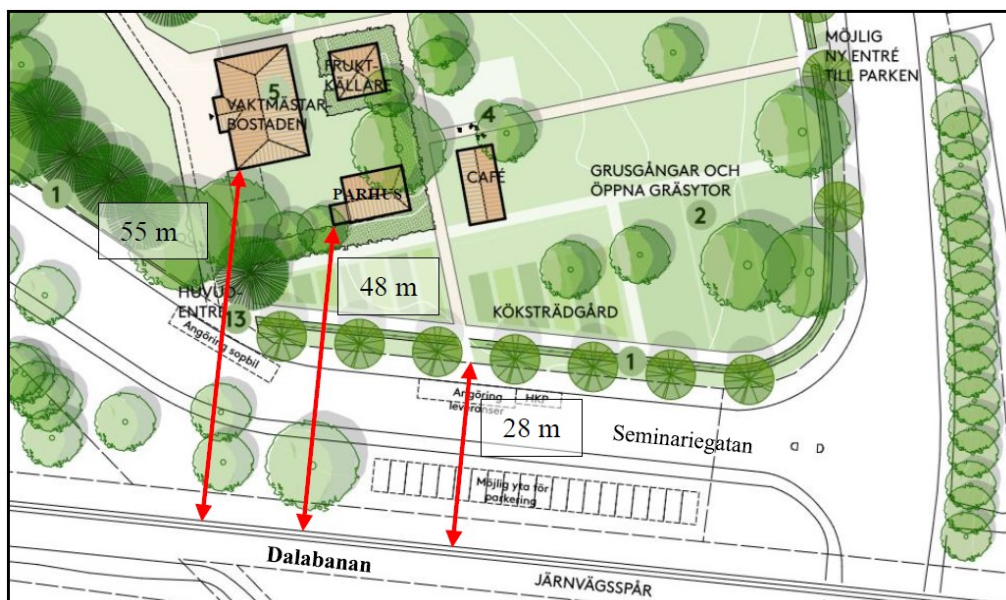 MÖJLIG
NY ENTRÉ
TILL PARKEN
FRUKT-
KÄLLARE
5
VAKTMÄSTAR-
BOSTADEN
4
CAFÉ
GRUSGÅNGAR OCH
ÖPPNA GRÄSYTOR
2
PARHUS
1
55 m
48 m
HUVUD-
ENTRÉ
13
Angöring sopbil
KÖKSTRÄDGÅRD
1
Angöring
leveranser
HKP
28 m
Seminariegatan
Möjlig yta för
parkering
Dalabanan
JÄRNVÄGSSPÅR